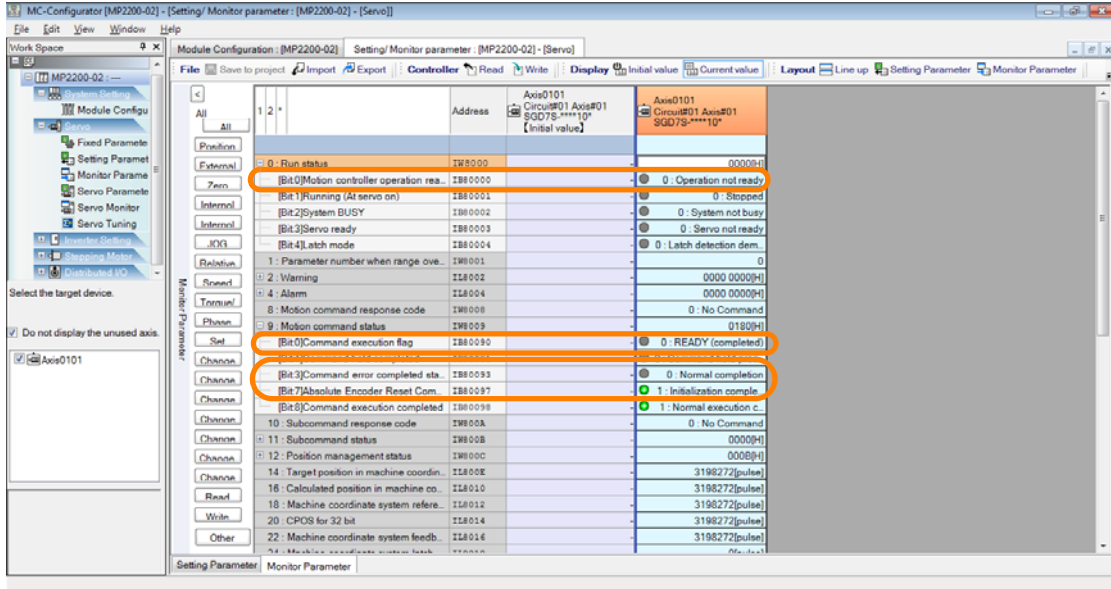 MC-Configurator [MP2200-02] - [Setting/ Monitor parameter : [MP2200-02] - [Servo]]
File Edit View Window Help
Work Space
Module Configuration : [MP2200-02] Setting/ Monitor parameter : [MP2200-02] - [Servo]
File Save to project Import Export Controller Read Write Display Initial value Current value Layout Line up Setting Parameter Monitor Parameter
MP2200-02 : ---
System Setting
Module Configu
Servo
Fixed Paramete
Setting Paramet
Monitor Parame
Servo Paramete
Servo Monitor
Servo Tuning
Inverter Setting
Stepping Motor
Distributed I/O
Select the target device.
Do not display the unused axis.
Axis0101
Monitor Parameter
<
All
All
Position
External
Zero
Internol
Internol
JOG
Relative
Speed
Torque/
Phase
Set
Change
Change
Change
Change
Change
Change
Change
Read
Write
Other
1 2 * Address Axis0101 Circuit#01 Axis#01 SGD7S-****10* 【Initial value】 Axis0101 Circuit#01 Axis#01 SGD7S-****10*
0 : Run status IW8000 - 0000[H]
[Bit:0]Motion controller operation rea... IB80000 - 0 : Operation not ready
[Bit:1]Running (At servo on) IB80001 - 0 : Stopped
[Bit:2]System BUSY IB80002 - 0 : System not busy
[Bit:3]Servo ready IB80003 - 0 : Servo not ready
[Bit:4]Latch mode IB80004 - 0 : Latch detection dem...
1 : Parameter number when range ove... IW8001 - 0
2 : Warning IL8002 - 0000 0000[H]
4 : Alarm IL8004 - 0000 0000[H]
8 : Motion command response code IW8008 - 0 : No Command
9 : Motion command status IW8009 - 0180[H]
[Bit:0]Command execution flag IB80090 - 0 : READY (completed)
[Bit:3]Command error completed sta... IB80093 - 0 : Normal completion
[Bit:7]Absolute Encoder Reset Com... IB80097 - 1 : Initialization comple...
[Bit:8]Command execution completed IB80098 - 1 : Normal execution c...
10 : Subcommand response code IW800A - 0 : No Command
11 : Subcommand status IW800B - 0000[H]
12 : Position management status IW800C - 000B[H]
14 : Target position in machine coordin... IL800E - 3198272[pulse]
16 : Calculated position in machine co... IL8010 - 3198272[pulse]
18 : Machine coordinate system refere... IL8012 - 3198272[pulse]
20 : CPOS for 32 bit IL8014 - 3198272[pulse]
22 : Machine coordinate system feedb... IL8016 - 3198272[pulse]
Setting Parameter Monitor Parameter